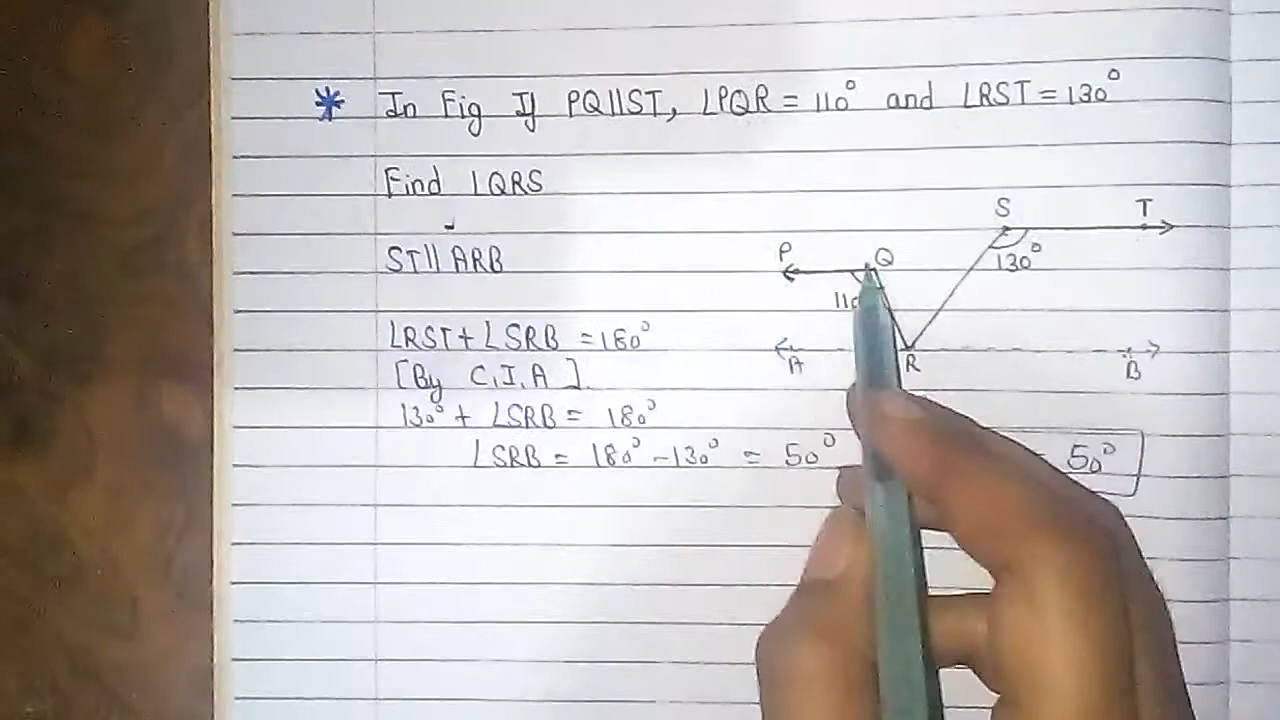 * In Fig If PQ||ST, ∠PQR = 110° and ∠RST = 130°
Find ∠QRS
ST|| ARB
∠RST + ∠SRB = 180°
[By C,I,A].
130° + ∠SRB = 180°
∠SRB = 180° - 130° = 50°
= 50°
S T
P Q
130°
A R B